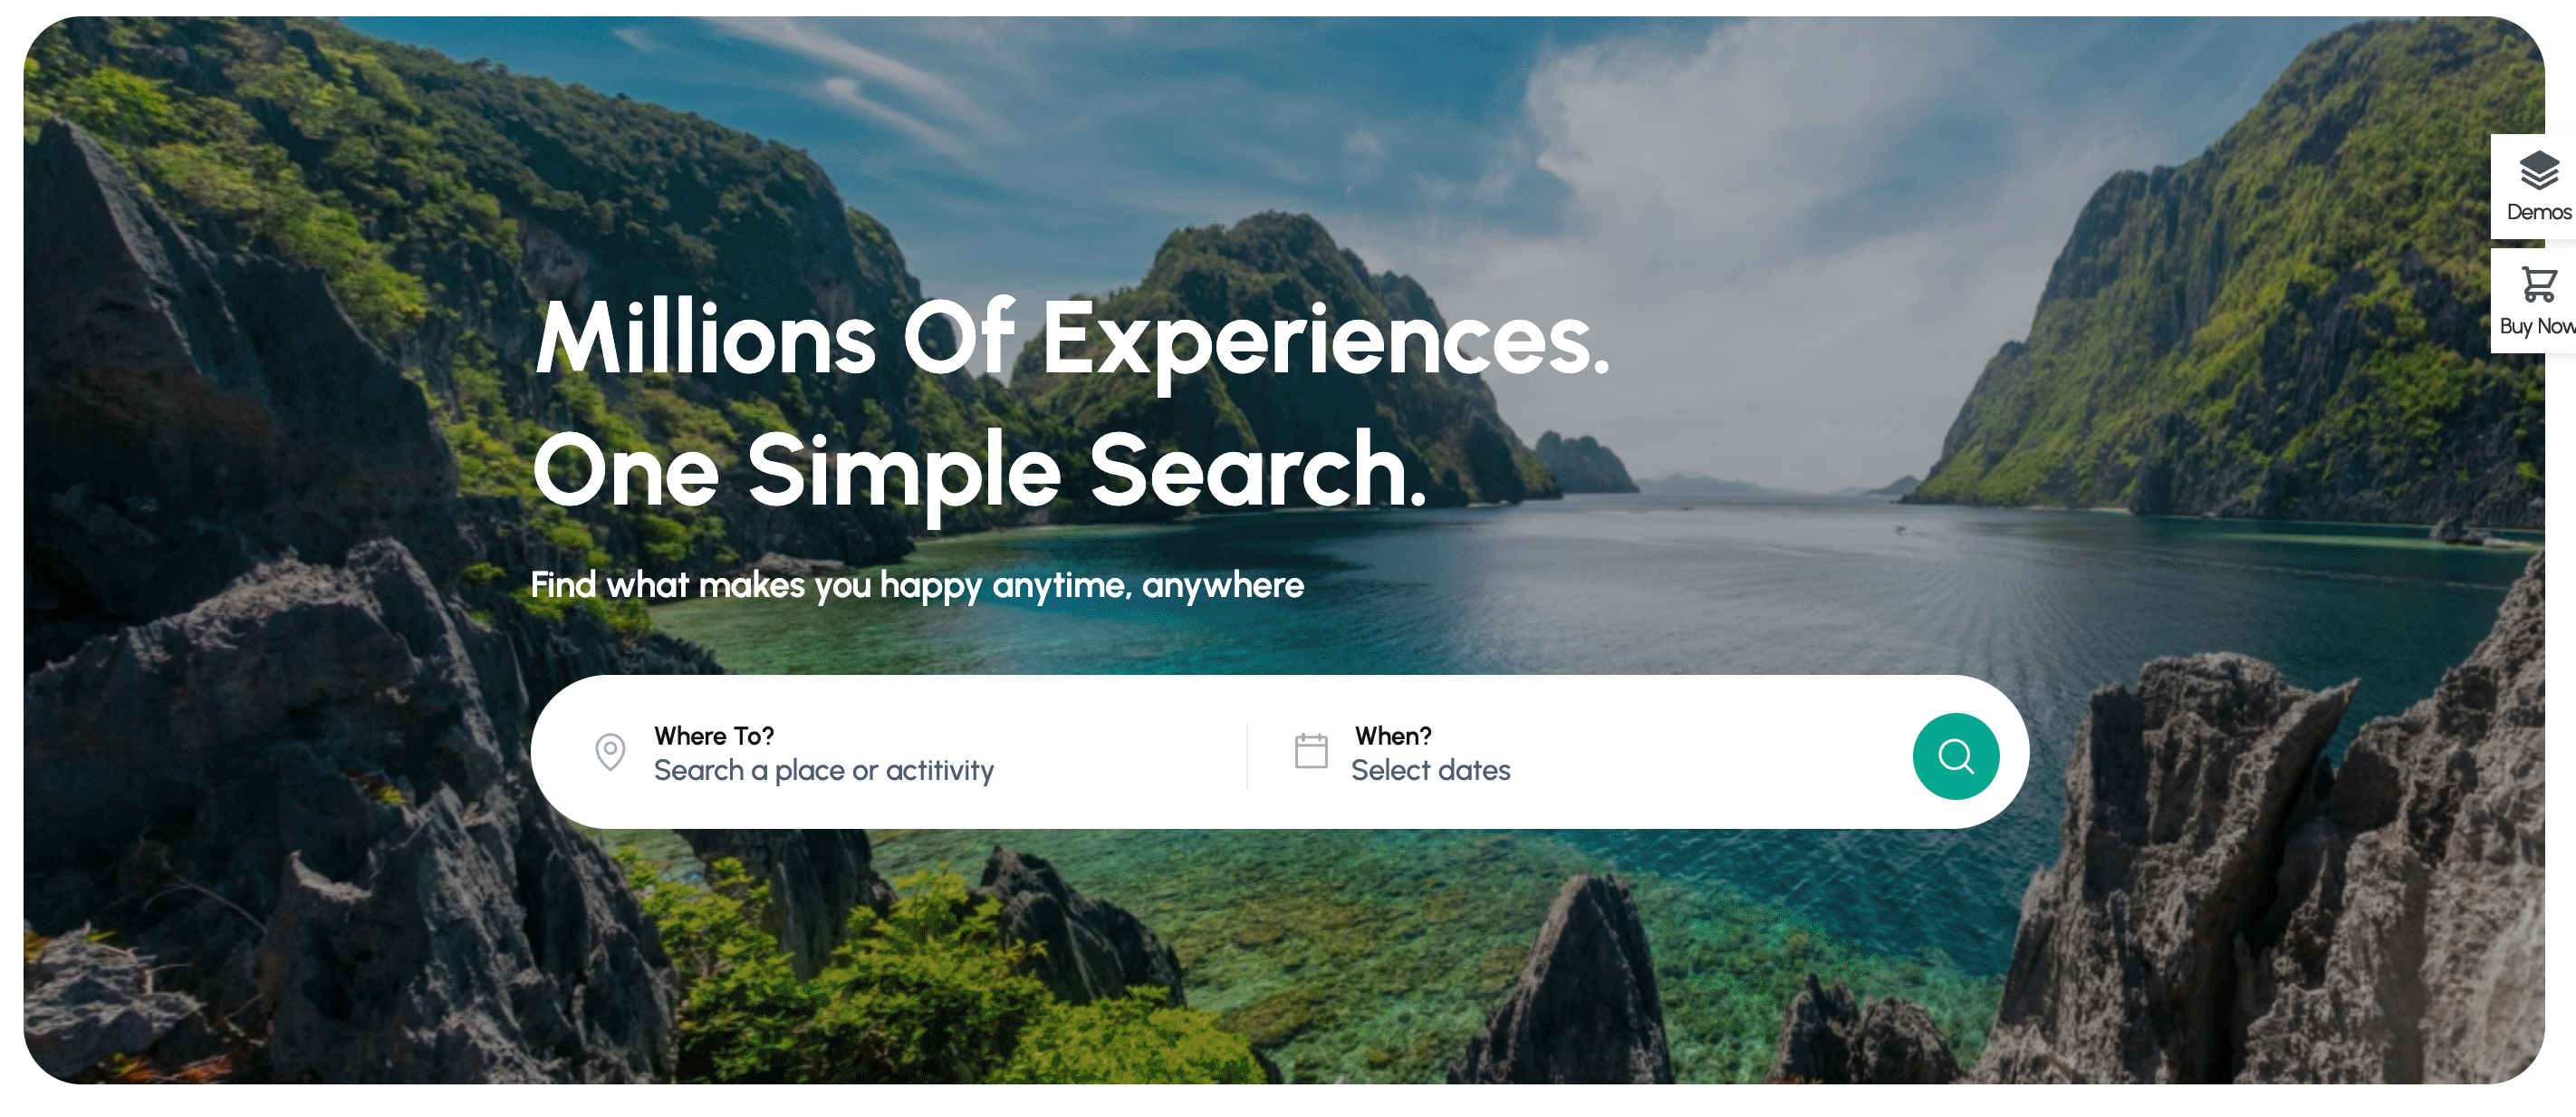 Millions Of Experiences.
One Simple Search.
Find what makes you happy anytime, anywhere
Where To?
Search a place or actitivity
When?
Select dates
Demos
Buy Now